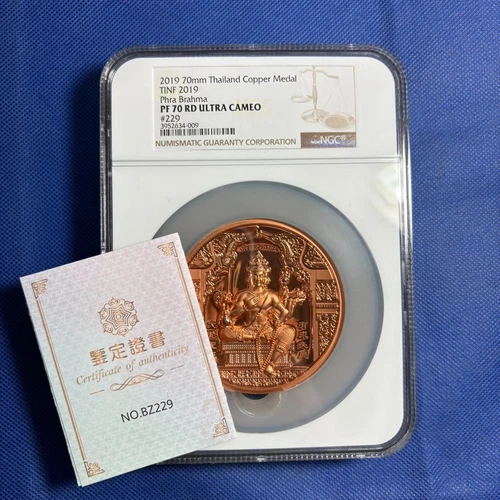 2019 70mm Thailand Copper Medal
TINF 2019
Phra Brahma
PF 70 RD ULTRA CAMEO
#229
3952634-009
NUMISMATIC GUARANTY CORPORATION
NGC
鑒定證書
Certificate of authenticity
NO.BZ229